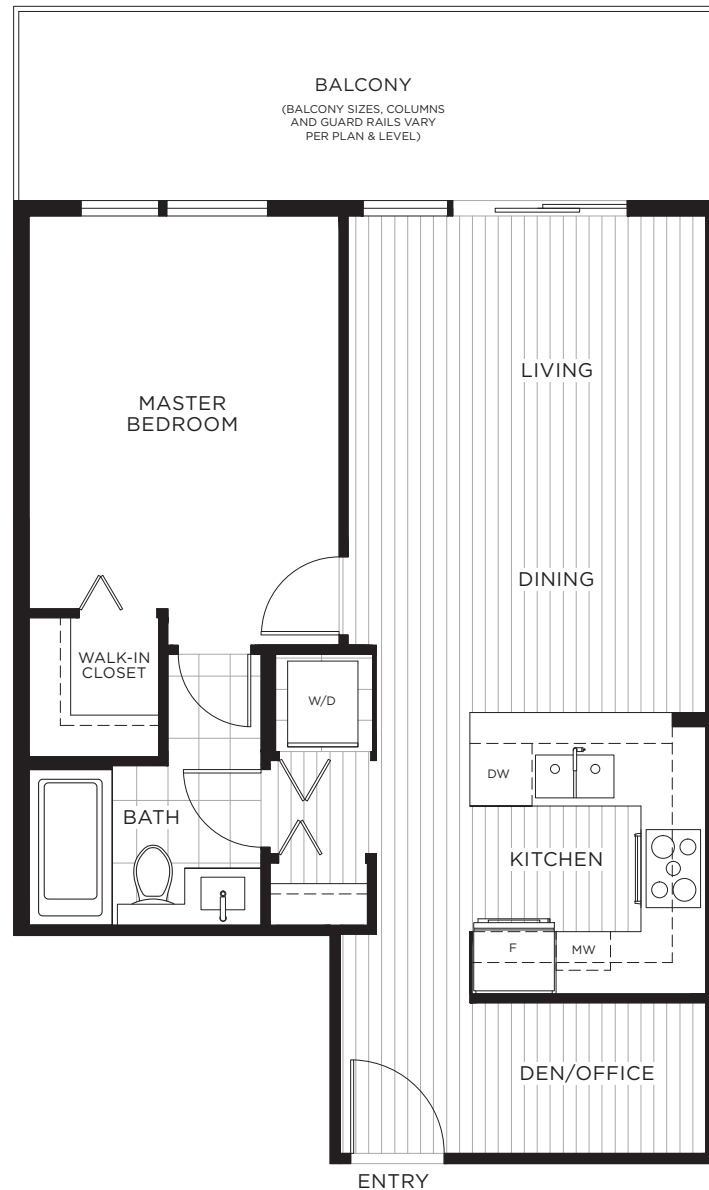 BALCONY
(BALCONY SIZES, COLUMNS
AND GUARD RAILS VARY
PER PLAN & LEVEL)
LIVING
MASTER
BEDROOM
DINING
WALK-IN
CLOSET
W/D
DW
BATH
KITCHEN
F
MW
DEN/OFFICE
ENTRY